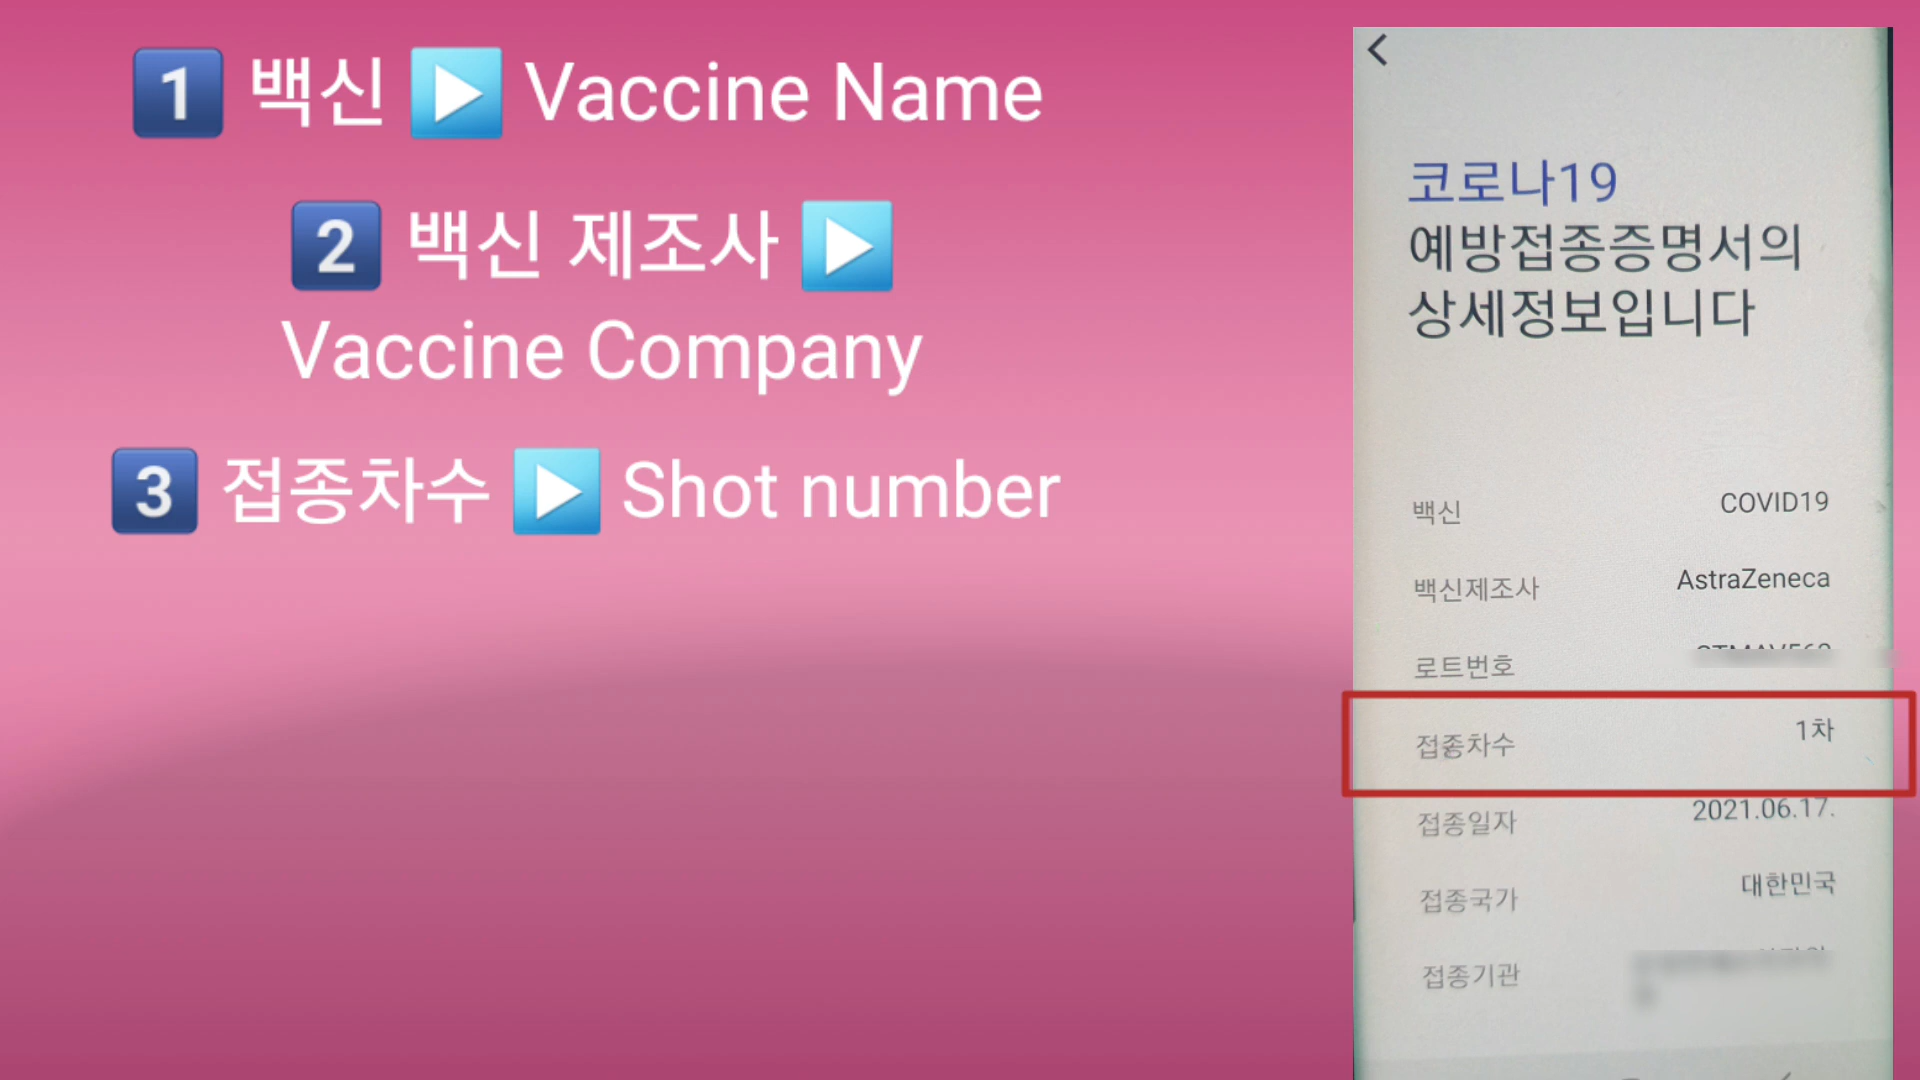 1 백신 ▶ Vaccine Name
2 백신 제조사 ▶
Vaccine Company
3 접종차수 ▶ Shot number
코로나19
예방접종증명서의
상세정보입니다
백신 COVID19
백신제조사 AstraZeneca
로트번호
접종차수 1차
접종일자 2021.06.17.
접종국가 대한민국
접종기관